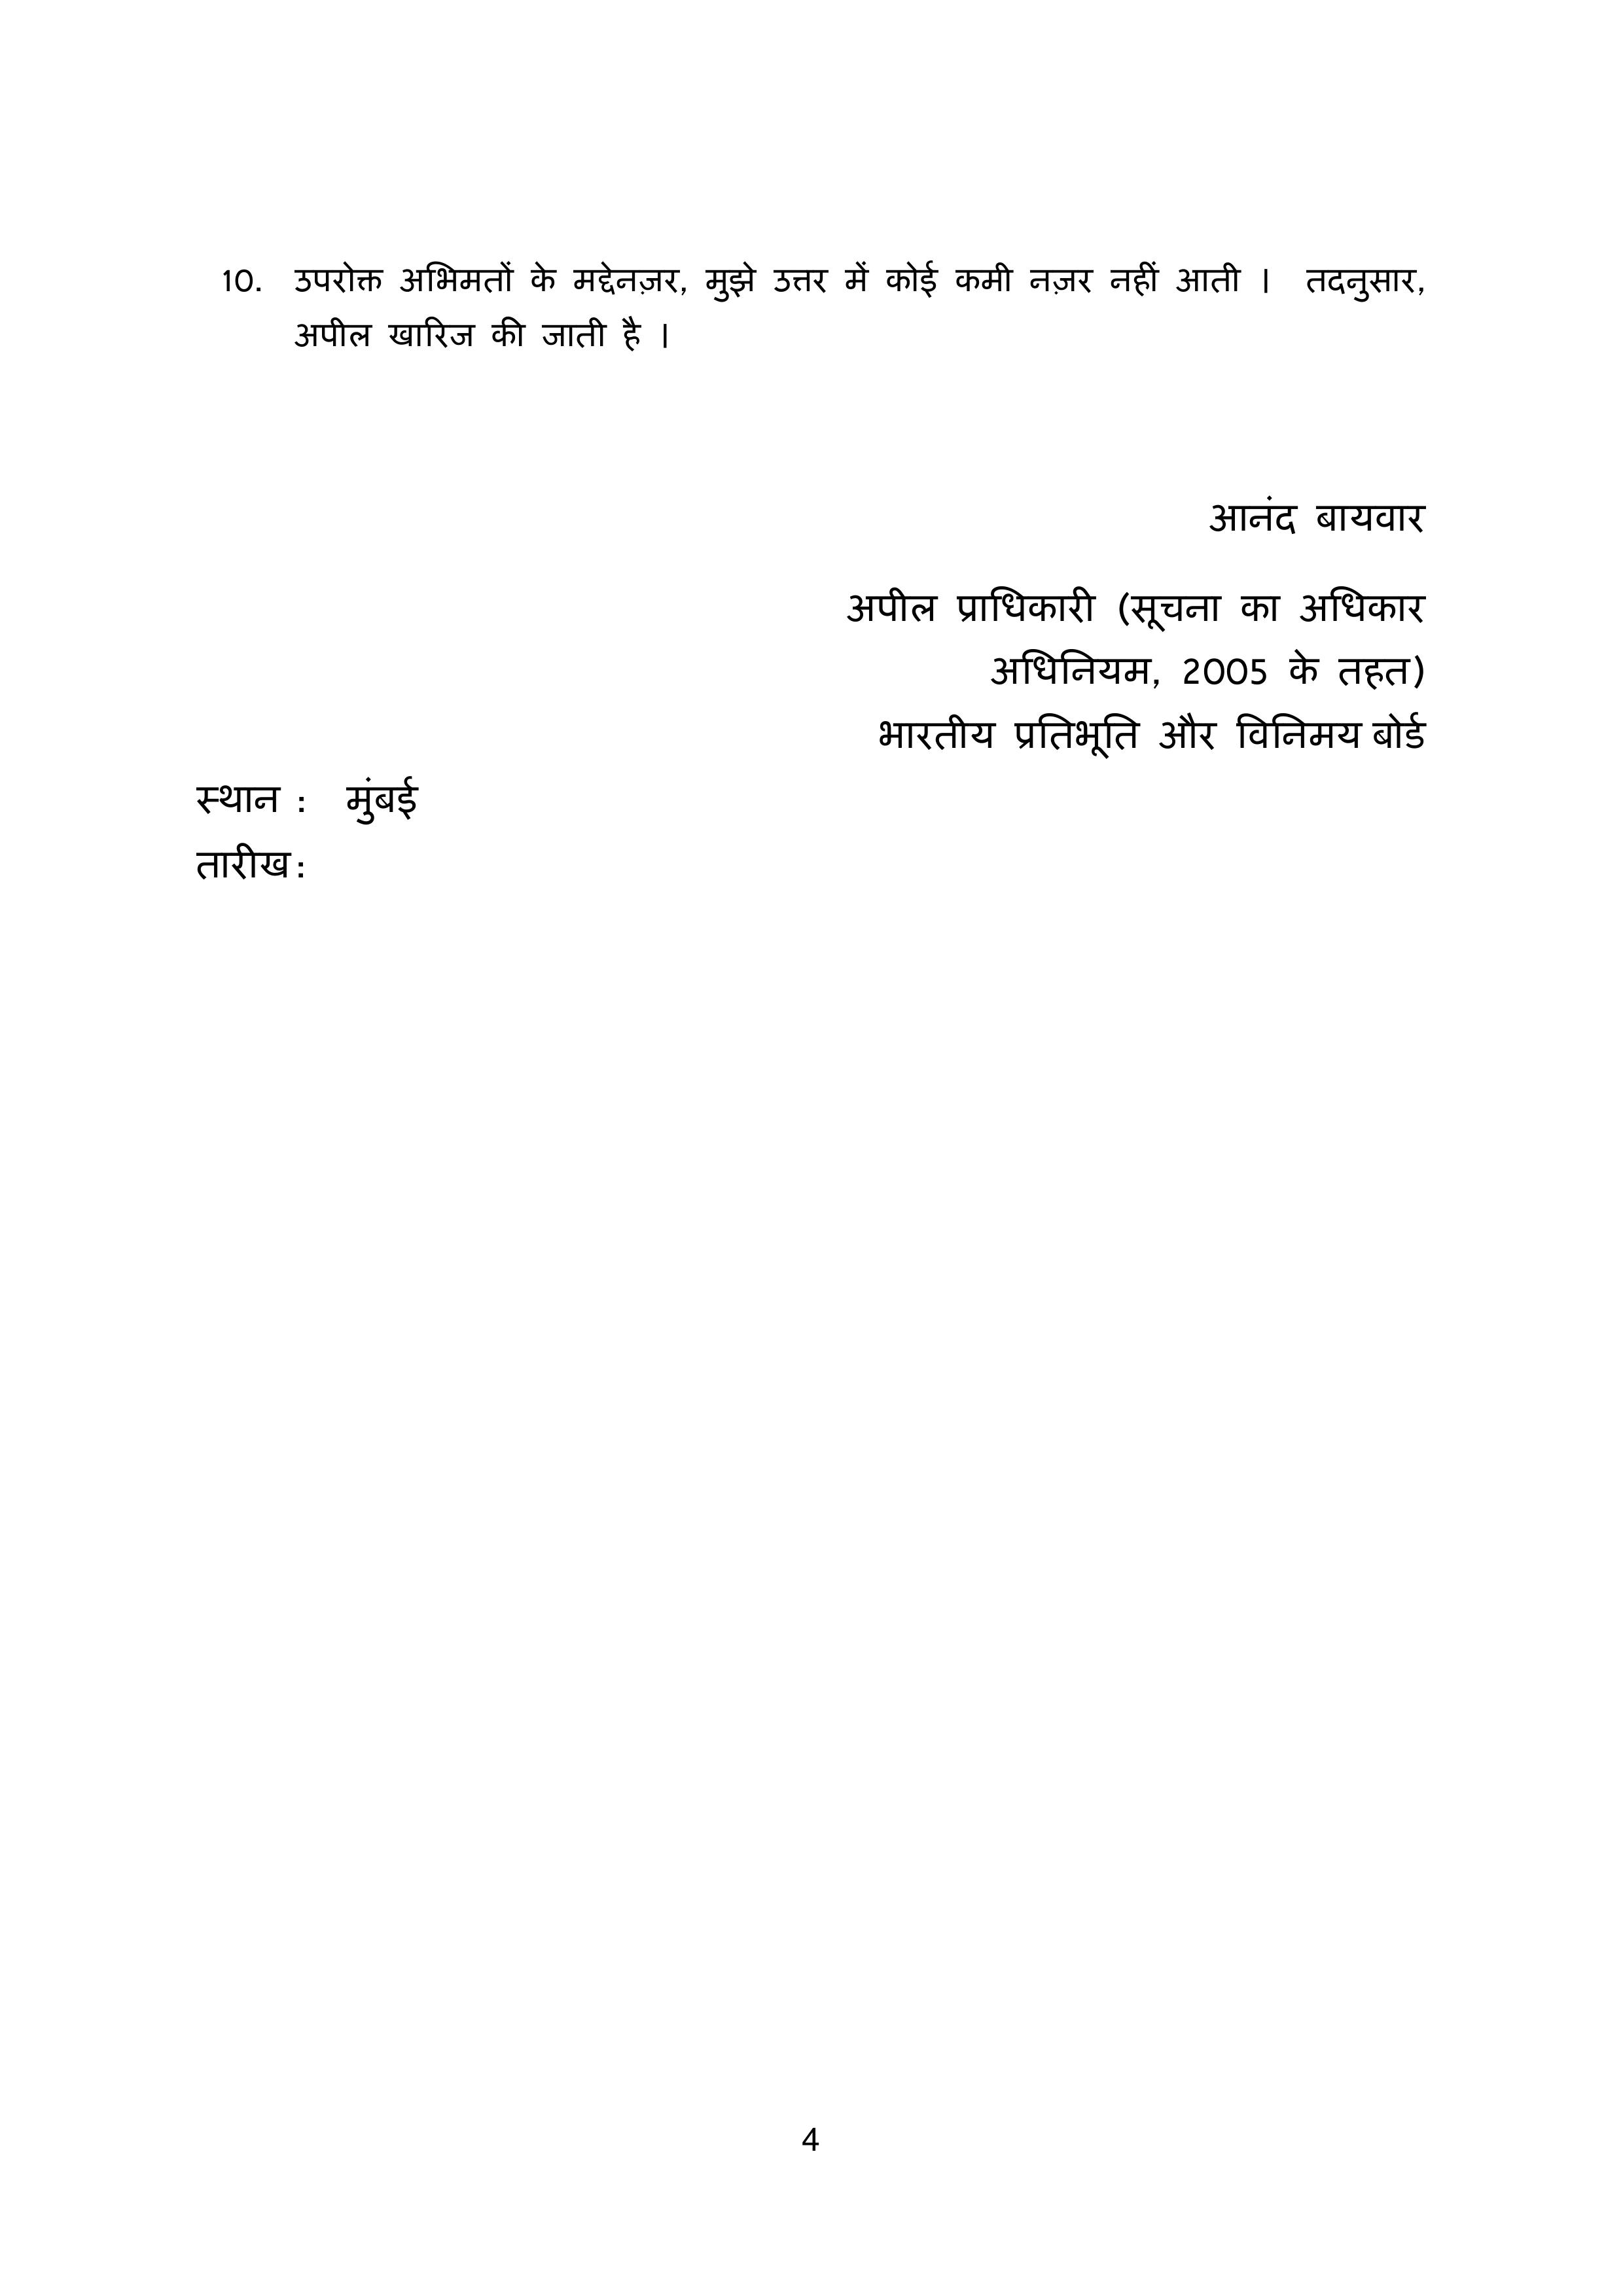 10. उपरोक्त अभिमतों के मद्देनज़र, मुझे उत्तर में कोई कमी नज़र नहीं आती । तदनुसार,
अपील खारिज की जाती है ।
आनंद बायवार
अपील प्राधिकारी (सूचना का अधिकार
अधिनियम, 2005 के तहत)
भारतीय प्रतिभूति और विनिमय बोर्ड
स्थान : मुंबई
तारीख :
4